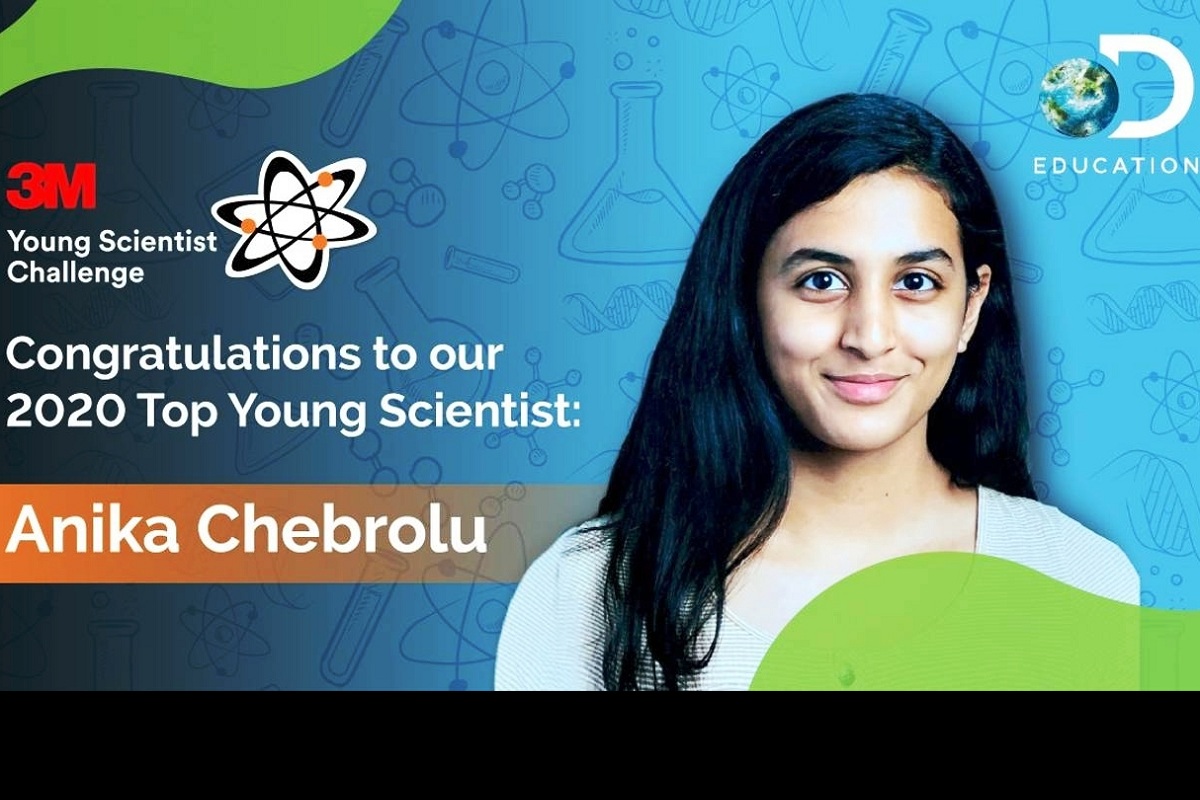 3M
Young Scientist
Challenge
Congratulations to our
2020 Top Young Scientist:
Anika Chebrolu
D
EDUCATION